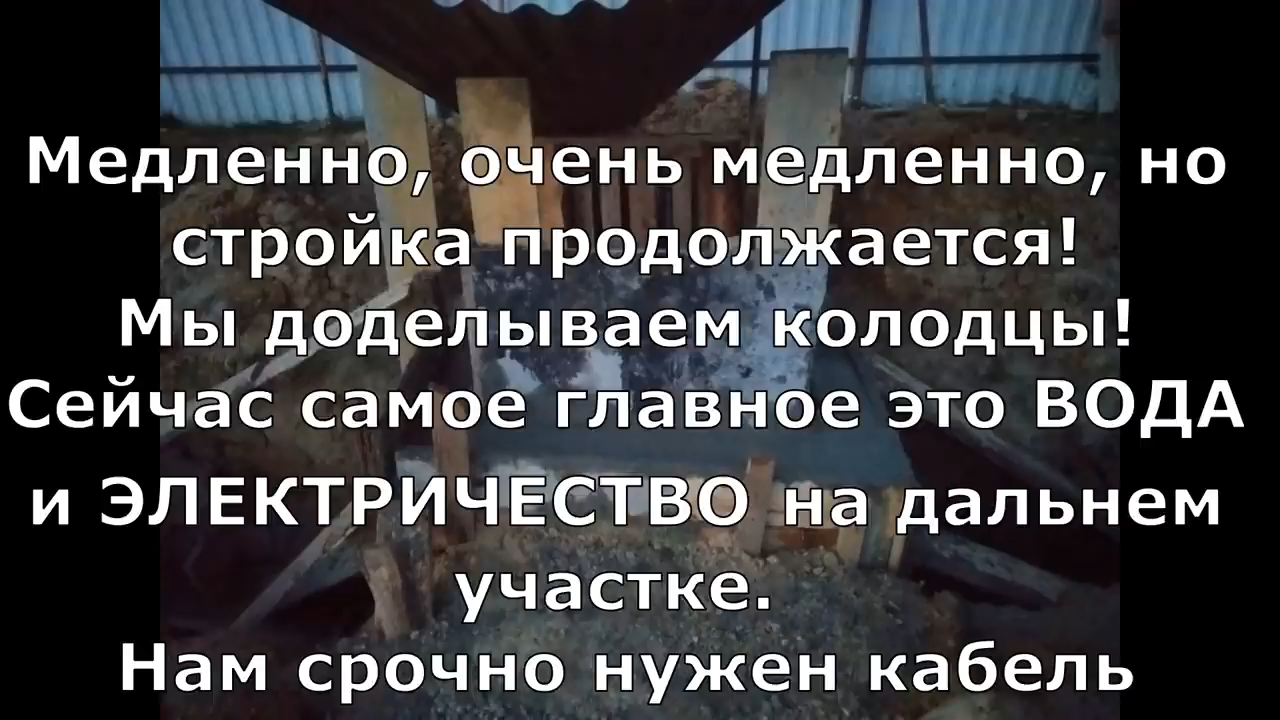 Медленно, очень медленно, но
стройка продолжается!
Мы доделываем колодцы!
Сейчас самое главное это ВОДА
и ЭЛЕКТРИЧЕСТВО на дальнем
участке.
Нам срочно нужен кабель